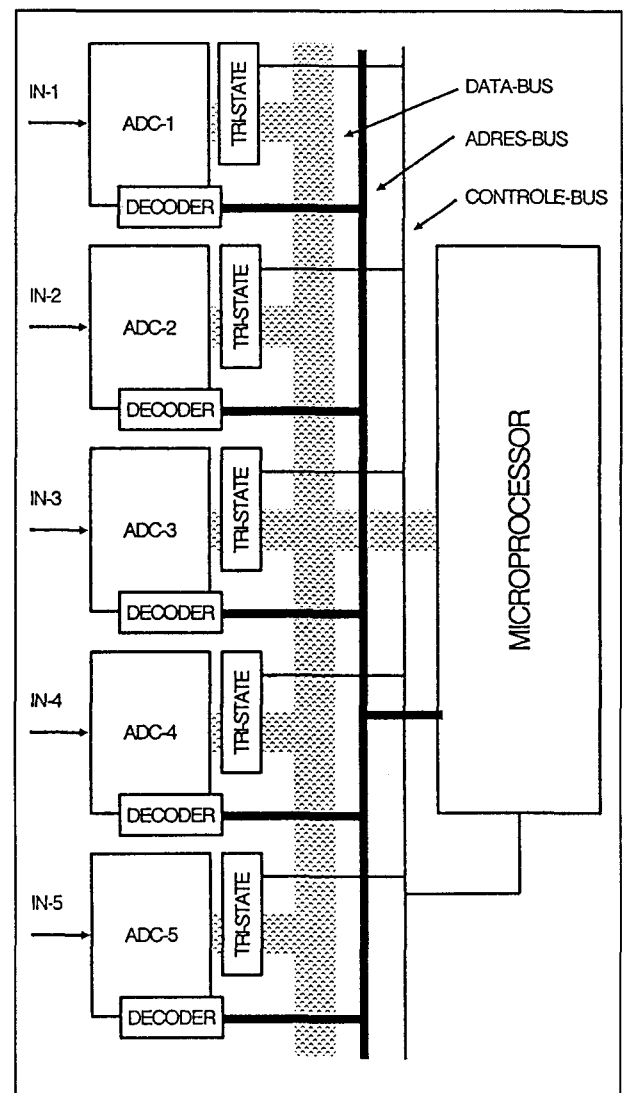 IN-1
ADC-1
TRI-STATE
DECODER
DATA-BUS
ADRES-BUS
CONTROLE-BUS
IN-2
ADC-2
TRI-STATE
DECODER
IN-3
ADC-3
TRI-STATE
DECODER
MICROPROCESSOR
IN-4
ADC-4
TRI-STATE
DECODER
IN-5
ADC-5
TRI-STATE
DECODER